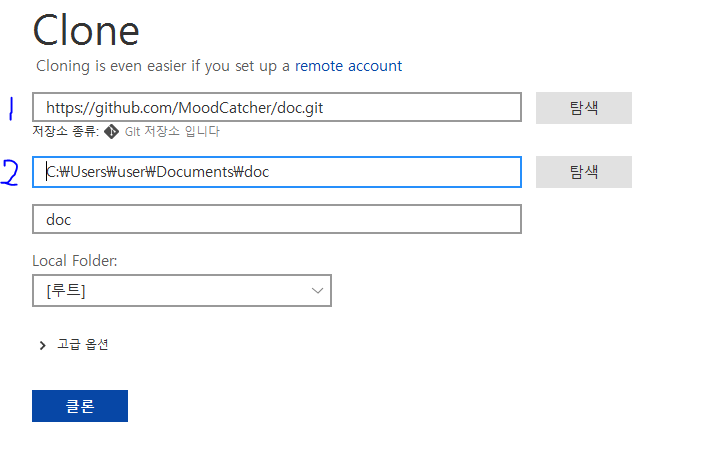 Clone
Cloning is even easier if you set up a remote account
1 https://github.com/MoodCatcher/doc.git 탐색
저장소 종류: Git 저장소 입니다
2 C:₩Users₩user₩Documents₩doc 탐색
doc
Local Folder:
[루트]
고급 옵션
클론